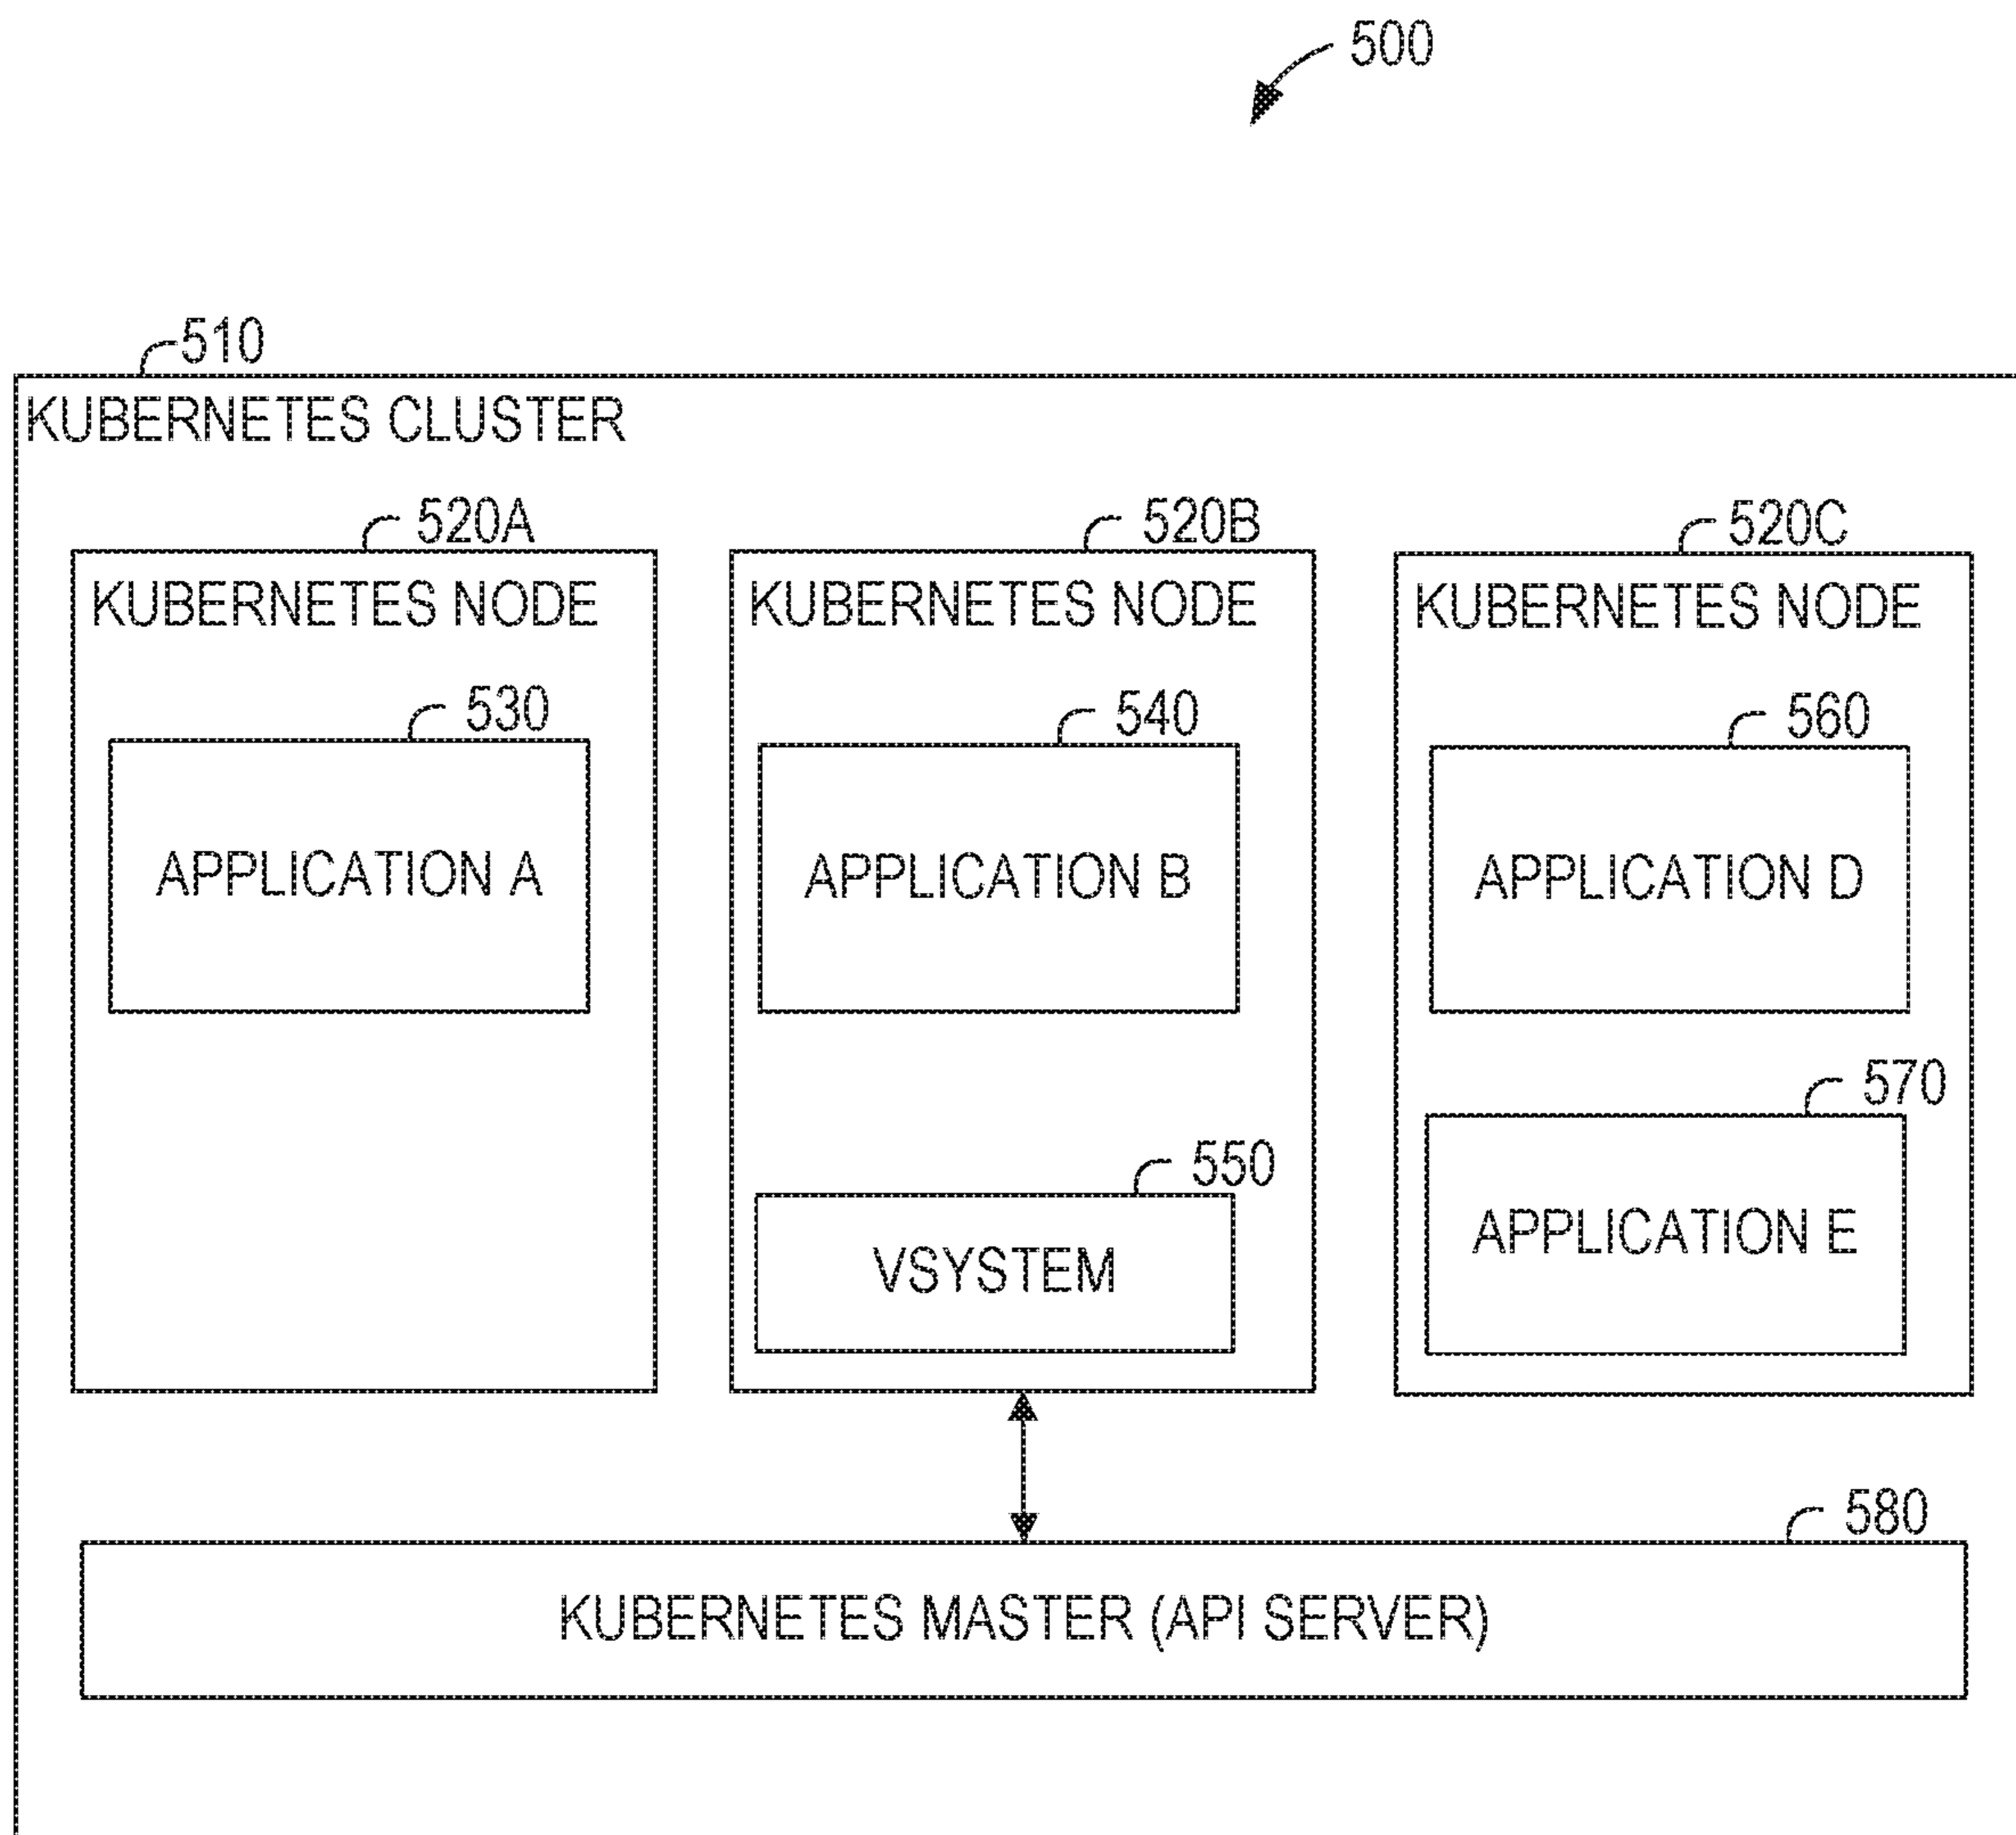 500
510
KUBERNETES CLUSTER
520A
KUBERNETES NODE
530
APPLICATION A
520B
KUBERNETES NODE
540
APPLICATION B
550
VSYSTEM
520C
KUBERNETES NODE
560
APPLICATION D
570
APPLICATION E
580
KUBERNETES MASTER (API SERVER)